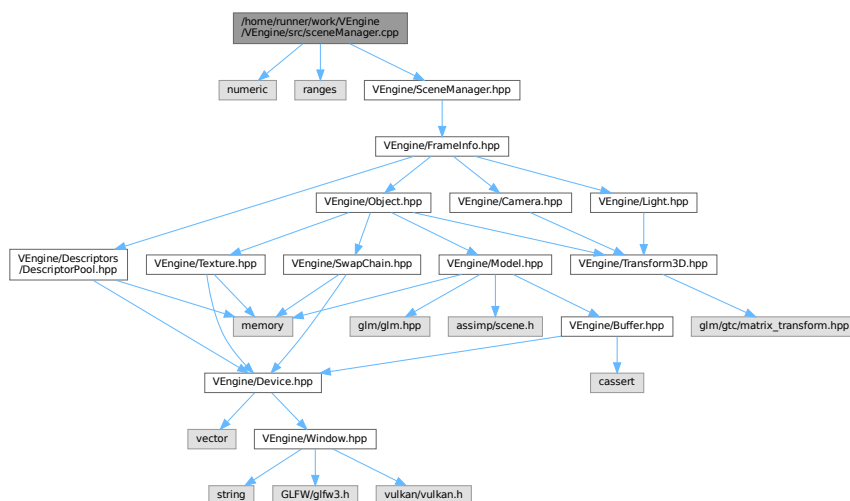 /home/runner/work/VEngine
/VEngine/src/sceneManager.cpp
numeric
ranges
VEngine/SceneManager.hpp
VEngine/FrameInfo.hpp
VEngine/Object.hpp
VEngine/Camera.hpp
VEngine/Light.hpp
VEngine/Descriptors
/DescriptorPool.hpp
VEngine/Texture.hpp
VEngine/SwapChain.hpp
VEngine/Model.hpp
VEngine/Transform3D.hpp
memory
glm/glm.hpp
assimp/scene.h
VEngine/Buffer.hpp
glm/gtc/matrix_transform.hpp
VEngine/Device.hpp
cassert
vector
VEngine/Window.hpp
string
GLFW/glfw3.h
vulkan/vulkan.h